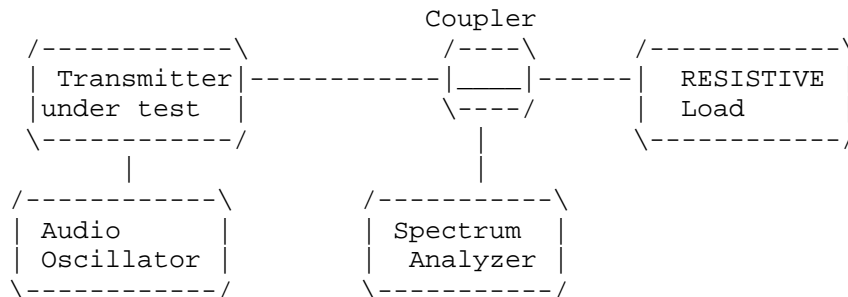 Coupler
Transmitter
under test
RESISTIVE
Load
Audio
Oscillator
Spectrum
Analyzer